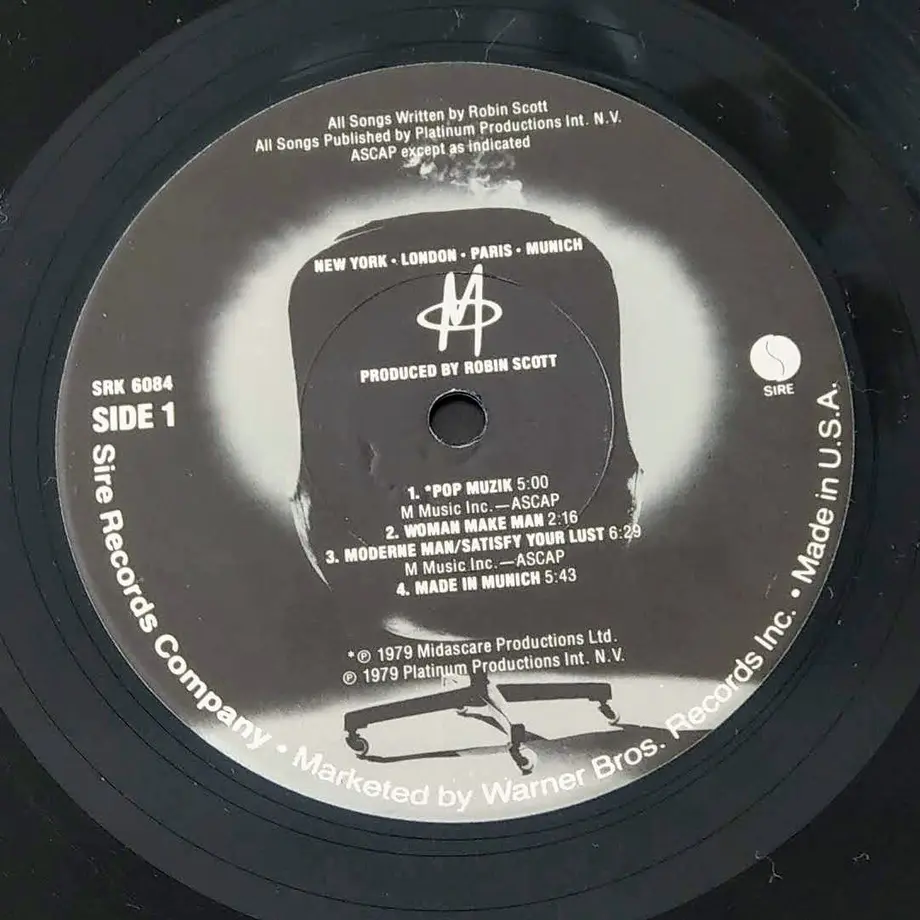 All Songs Written by Robin Scott
All Songs Published by Platinum Productions Int. N.V.
ASCAP except as indicated
NEW YORK • LONDON • PARIS • MUNICH
M
PRODUCED BY ROBIN SCOTT
SRK 6084
SIDE 1
SIRE
1. *POP MUZIK 5:00
M Music Inc.—ASCAP
2. WOMAN MAKE MAN 2:16
3. MODERNE MAN/SATISFY YOUR LUST 6:29
M Music Inc.—ASCAP
4. MADE IN MUNICH 5:43
*℗ 1979 Midascare Productions Ltd.
℗ 1979 Platinum Productions Int. N.V.
Sire Records Company • Marketed by Warner Bros. Records Inc. • Made in U.S.A.